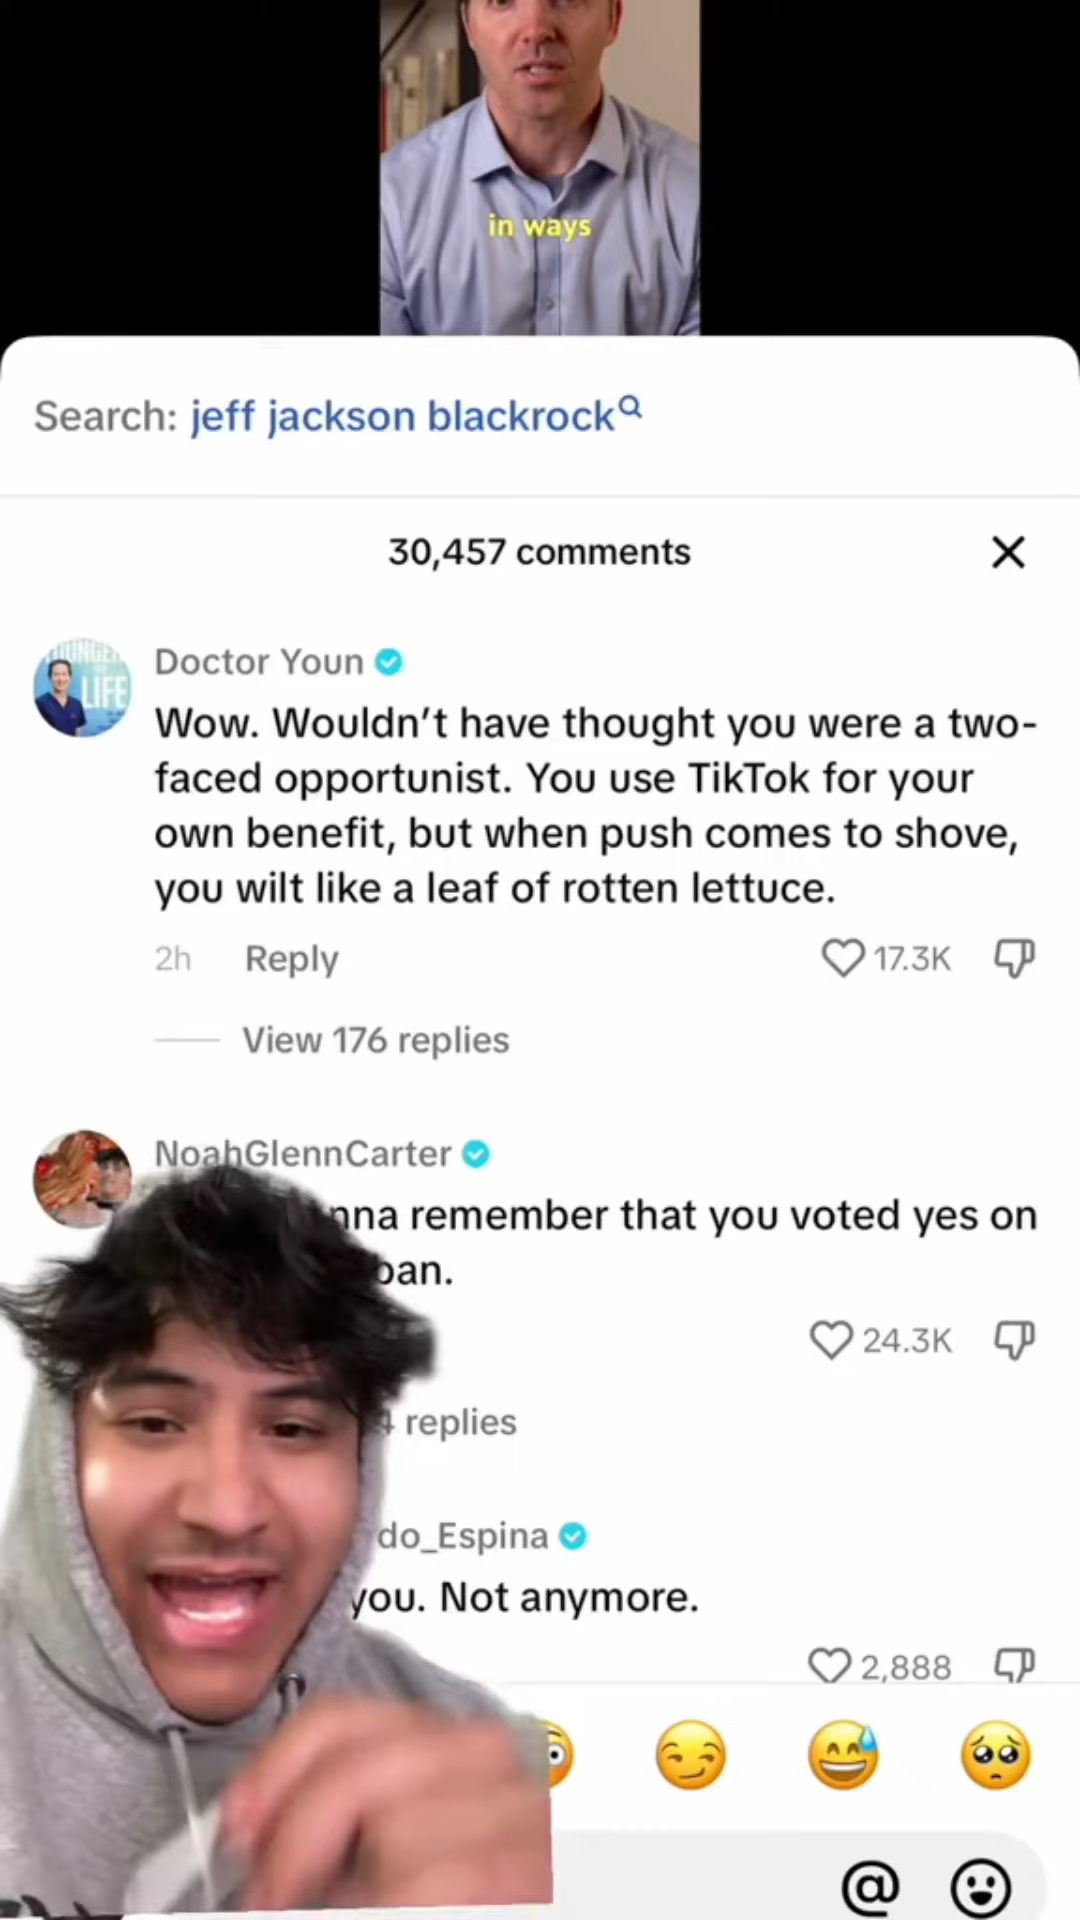 in ways
Search: jeff jackson blackrock
30,457 comments
YOUNGER
LIFE
Doctor Youn
Wow. Wouldn't have thought you were a two-
faced opportunist. You use TikTok for your
own benefit, but when push comes to shove,
you wilt like a leaf of rotten lettuce.
2h Reply 17.3K
View 176 replies
NoahGlennCarter
remember that you voted yes on
ban.
24.3K
replies
do_Espina
you. Not anymore.
2,888
@